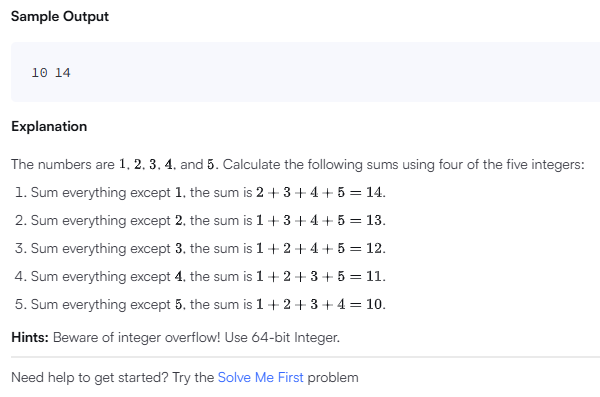 Sample Output
10 14
Explanation
The numbers are 1, 2, 3, 4, and 5. Calculate the following sums using four of the five integers:
1. Sum everything except 1, the sum is 2 + 3 + 4 + 5 = 14.
2. Sum everything except 2, the sum is 1 + 3 + 4 + 5 = 13.
3. Sum everything except 3, the sum is 1 + 2 + 4 + 5 = 12.
4. Sum everything except 4, the sum is 1 + 2 + 3 + 5 = 11.
5. Sum everything except 5, the sum is 1 + 2 + 3 + 4 = 10.
Hints: Beware of integer overflow! Use 64-bit Integer.
Need help to get started? Try the Solve Me First problem